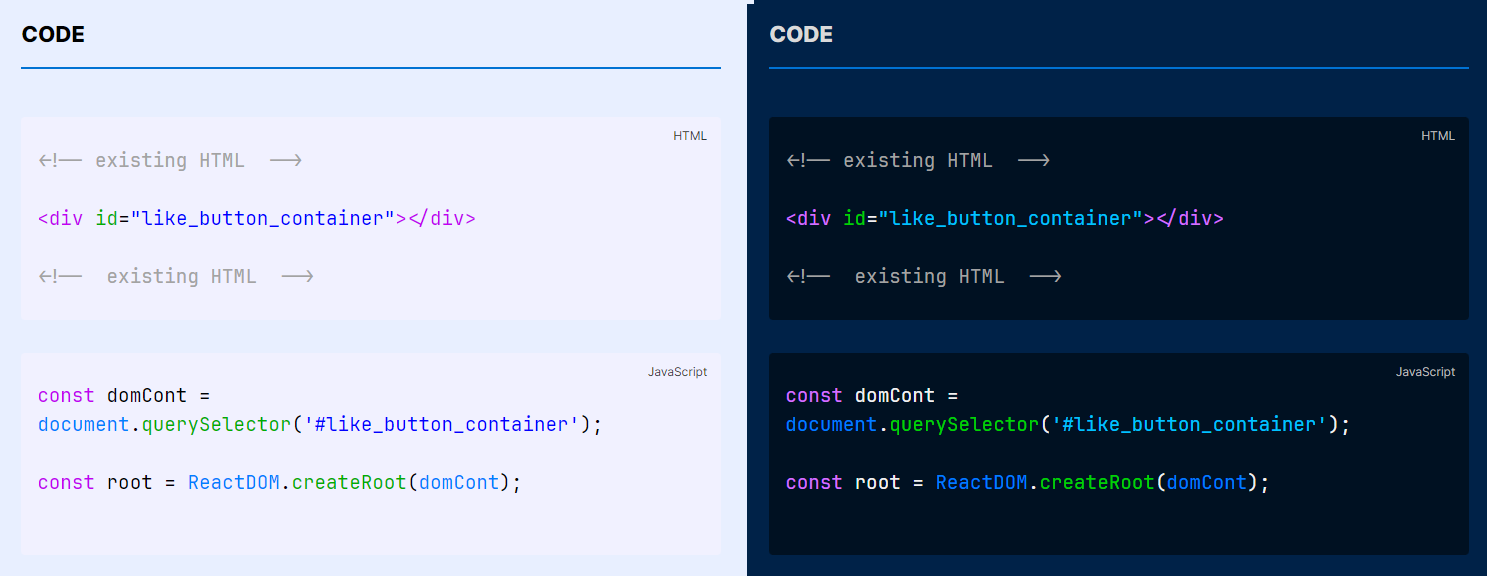 CODE
HTML
<!-- existing HTML  -->
<div id="like_button_container"></div>
<!--  existing HTML  -->
JavaScript
const domCont =
document.querySelector('#like_button_container');
const root = ReactDOM.createRoot(domCont);
CODE
HTML
<!-- existing HTML  -->
<div id="like_button_container"></div>
<!--  existing HTML  -->
JavaScript
const domCont =
document.querySelector('#like_button_container');
const root = ReactDOM.createRoot(domCont);